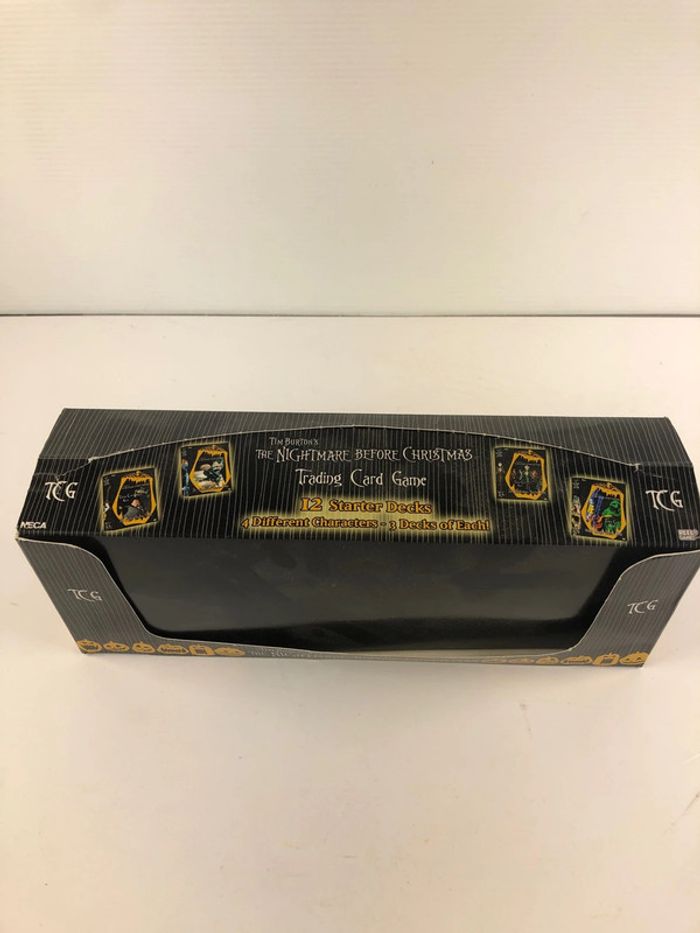 TIM BURTON'S
THE NIGHTMARE BEFORE CHRISTMAS
Trading Card Game
12 Starter Decks
4 Different Characters - 3 Decks of Each!
TCG
TCG
NECA
TCG
TCG